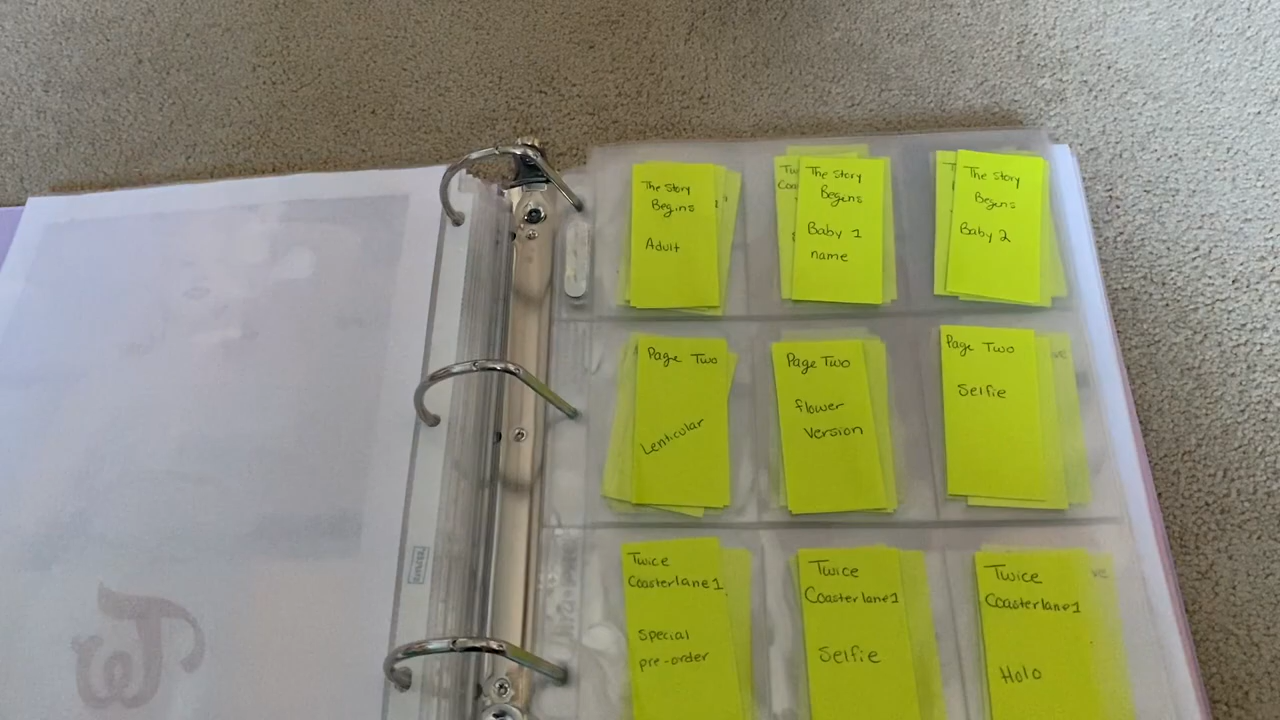 The Story
Begins
Adult
The Story
Begins
Baby 1
name
The Story
Begins
Baby 2
Page Two
Lenticular
Page Two
flower
Version
Page Two
Selfie
Twice
Coasterlane1
Special
pre-order
Twice
Coasterlane1
Selfie
Twice
Coasterlane1
Holo